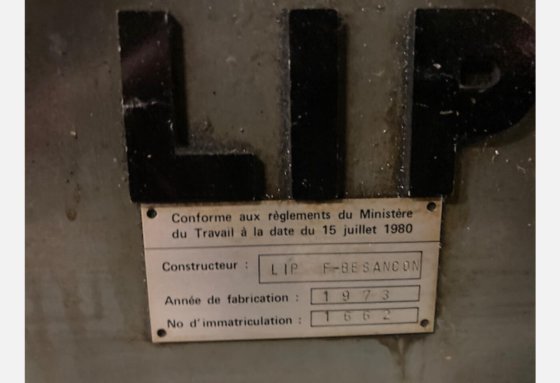 LIP
Conforme aux règlements du Ministère
du Travail à la date du 15 juillet 1980
Constructeur : LIP F-BESANCON
Année de fabrication : 1973
No d'immatriculation : 1662